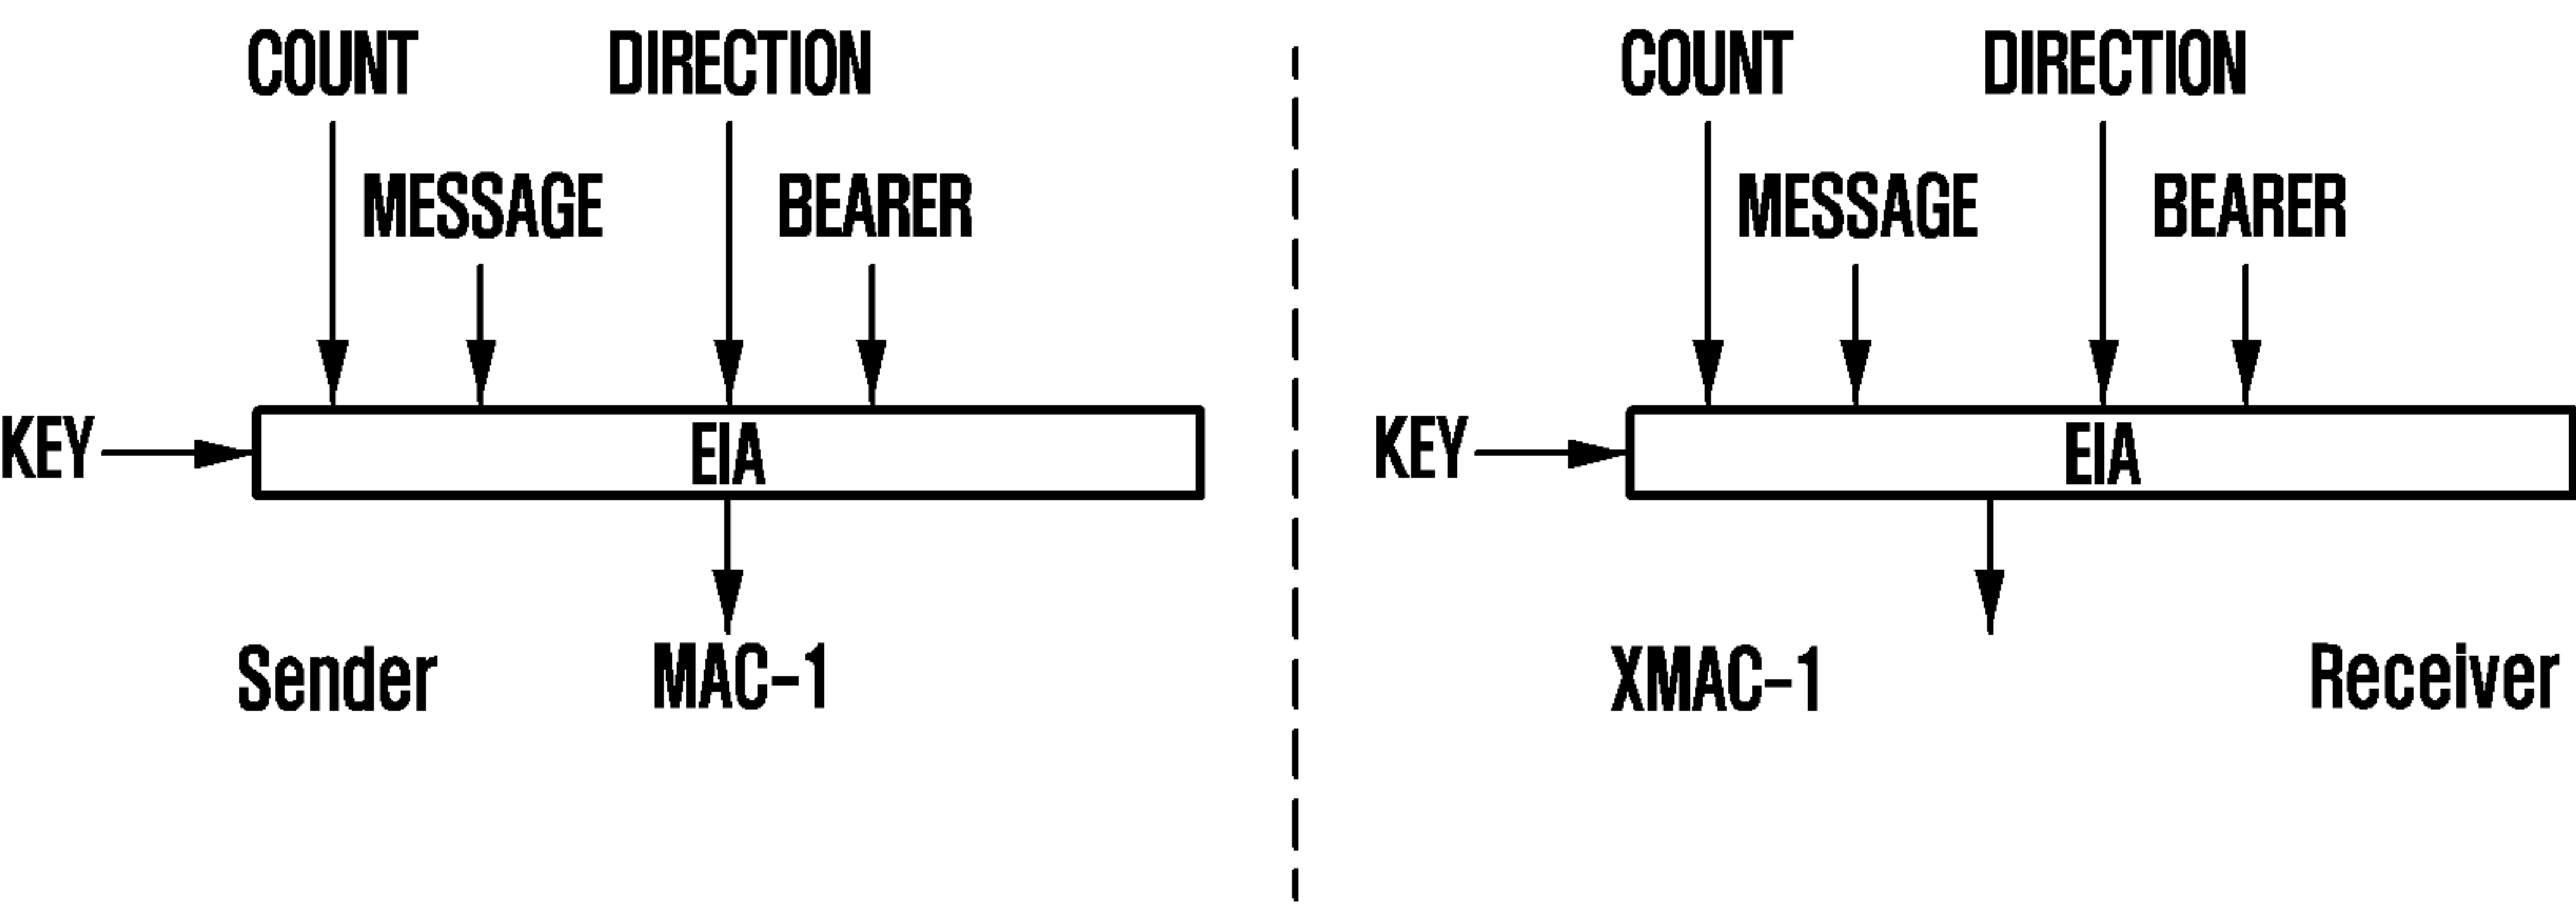 COUNT DIRECTION COUNT DIRECTION
MESSAGE BEARER MESSAGE BEARER
KEY EIA KEY EIA
Sender MAC-1 XMAC-1 Receiver